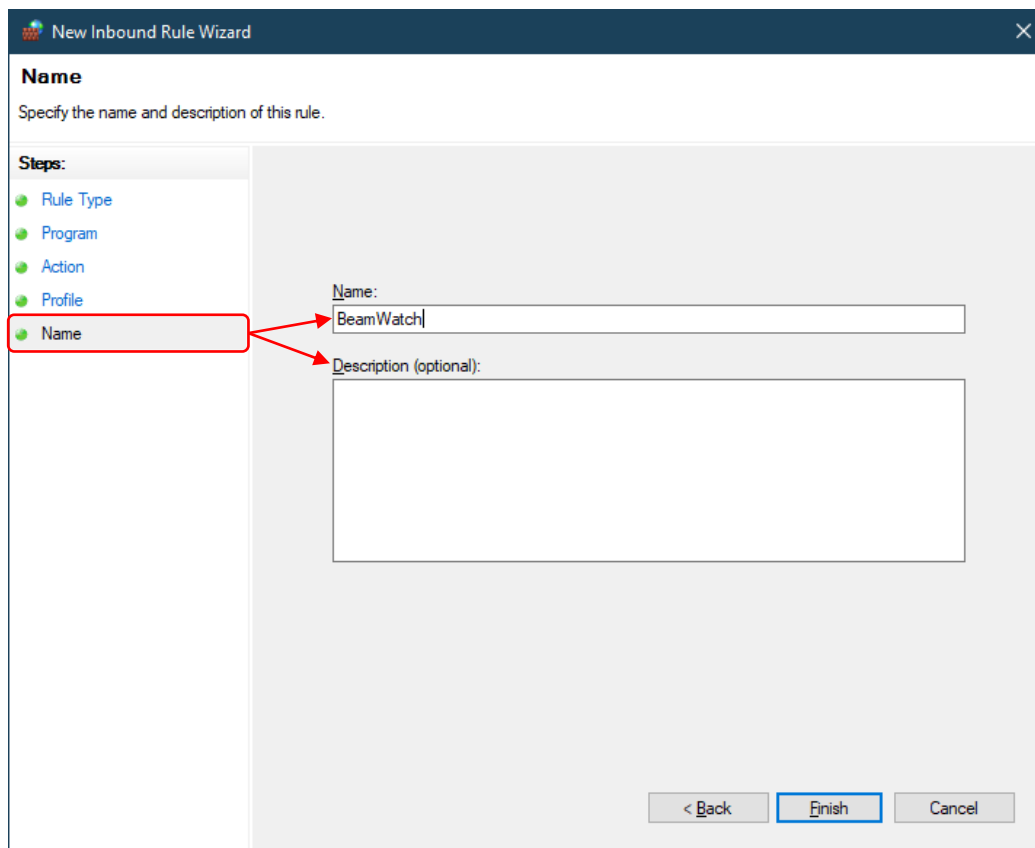 New Inbound Rule Wizard
Name
Specify the name and description of this rule.
Steps:
Rule Type
Program
Action
Profile
Name
Name:
BeamWatch
Description (optional):
< Back
Finish
Cancel